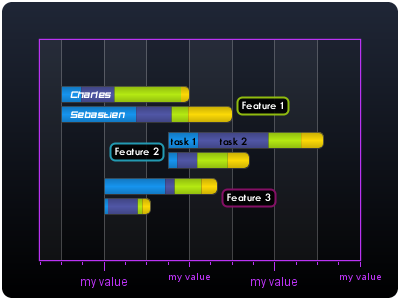 Charles
Sebastien
Feature 1
task 1 task 2
Feature 2
Feature 3
my value my value my value my value